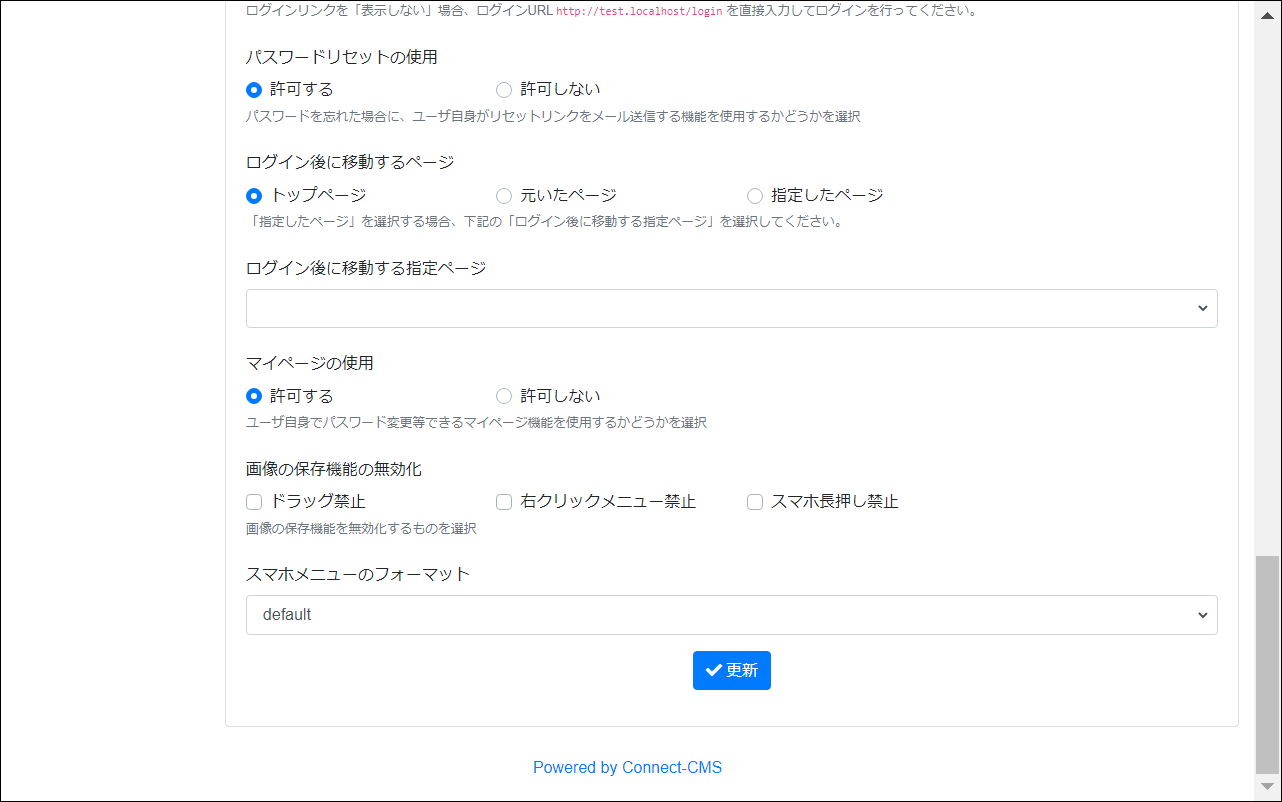 ログインリンクを「表示しない」場合、ログインURL http://test.localhost/login を直接入力してログインを行ってください。
パスワードリセットの使用
許可する 許可しない
パスワードを忘れた場合に、ユーザ自身がリセットリンクをメール送信する機能を使用するかどうかを選択
ログイン後に移動するページ
トップページ 元いたページ 指定したページ
「指定したページ」を選択する場合、下記の「ログイン後に移動する指定ページ」を選択してください。
ログイン後に移動する指定ページ
マイページの使用
許可する 許可しない
ユーザ自身でパスワード変更等できるマイページ機能を使用するかどうかを選択
画像の保存機能の無効化
ドラッグ禁止 右クリックメニュー禁止 スマホ長押し禁止
画像の保存機能を無効化するものを選択
スマホメニューのフォーマット
default
更新
Powered by Connect-CMS